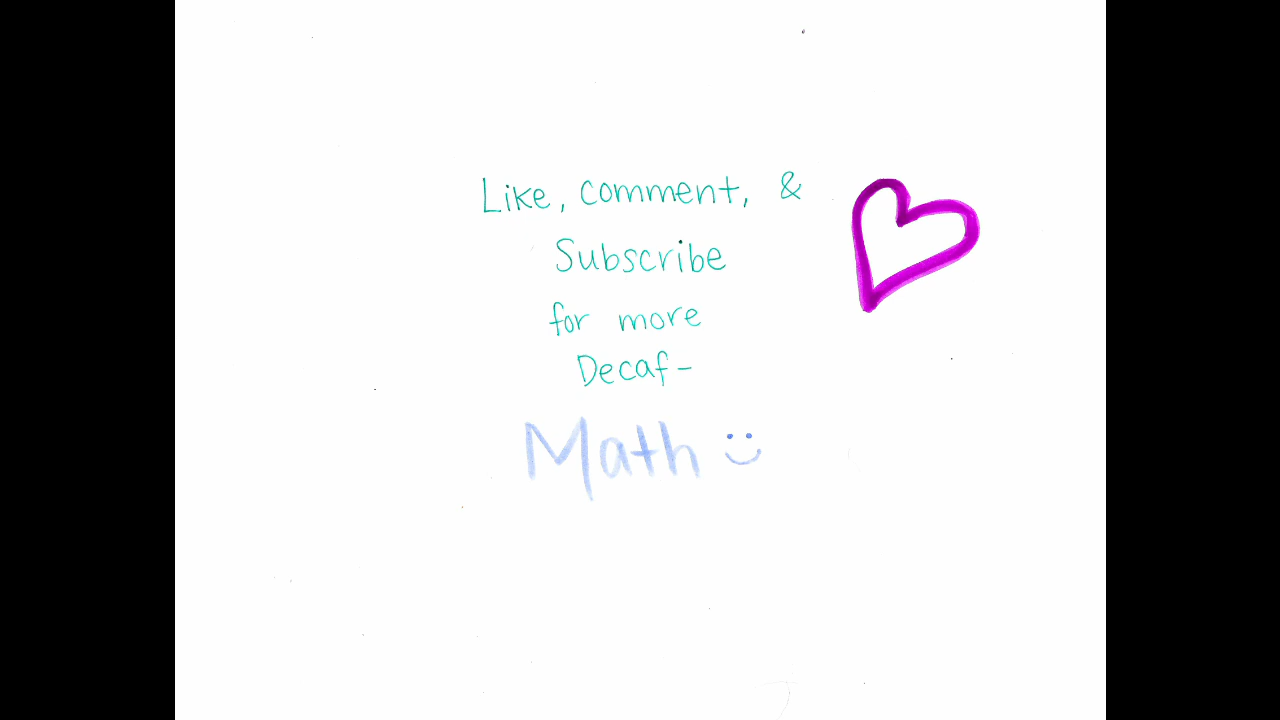 Like, comment, &
Subscribe
for more
Decaf-
Math